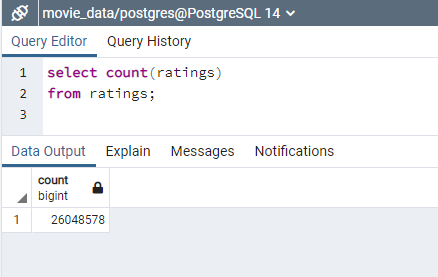 movie_data/postgres@PostgreSQL 14
Query Editor Query History
1 select count(ratings)
2 from ratings;
3
Data Output Explain Messages Notifications
count
bigint
1 26048578